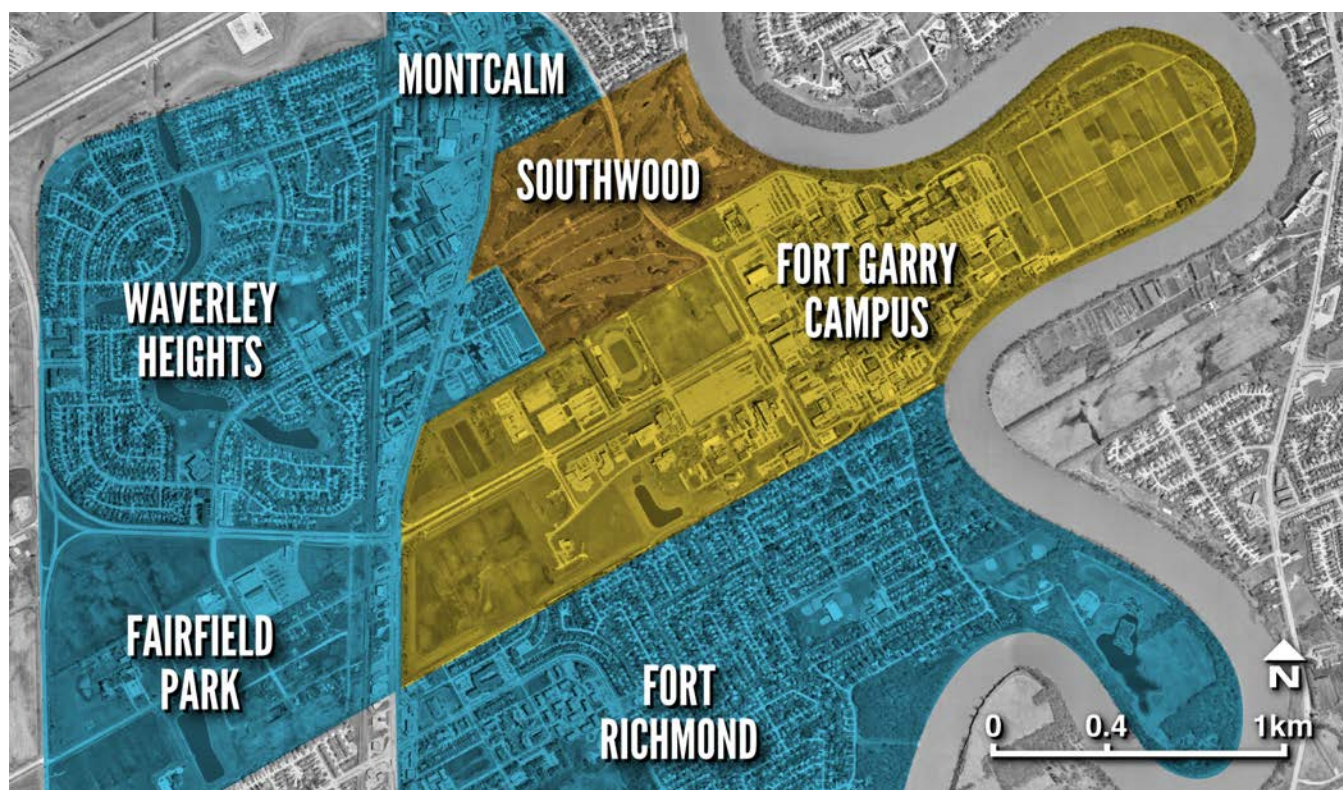 MONTCALM
SOUTHWOOD
FORT GARRY
CAMPUS
WAVERLEY
HEIGHTS
FAIRFIELD
PARK
FORT
RICHMOND
N
0 0.4 1km